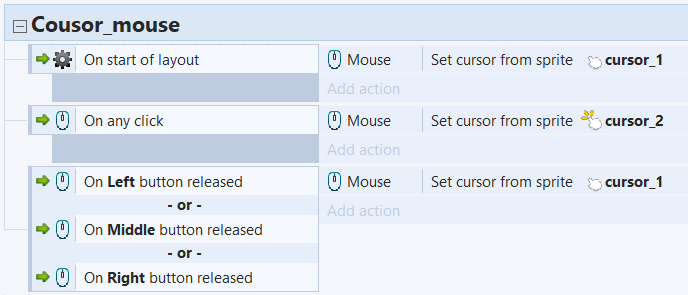 Cousor_mouse
On start of layout Mouse Set cursor from sprite cursor_1
Add action
On any click Mouse Set cursor from sprite cursor_2
Add action
On Left button released Mouse Set cursor from sprite cursor_1
- or - Add action
On Middle button released
- or -
On Right button released